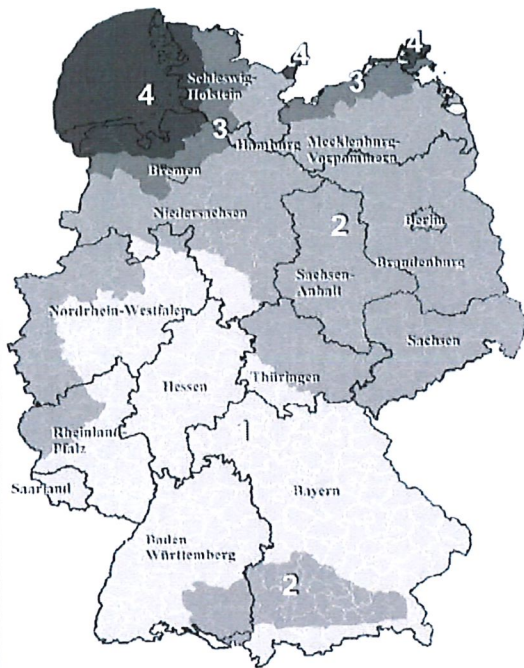 4
4
4
Schleswig-
Holstein
3
3
Hamburg
Mecklenburg-
Vorpommern
Bremen
Niedersachsen
2
Berlin
Brandenburg
Sachsen-
Anhalt
Nordrhein-Westfalen
Sachsen
Thüringen
Hessen
1
Rheinland-
Pfalz
Saarland
Bayern
Baden
Württemberg
2